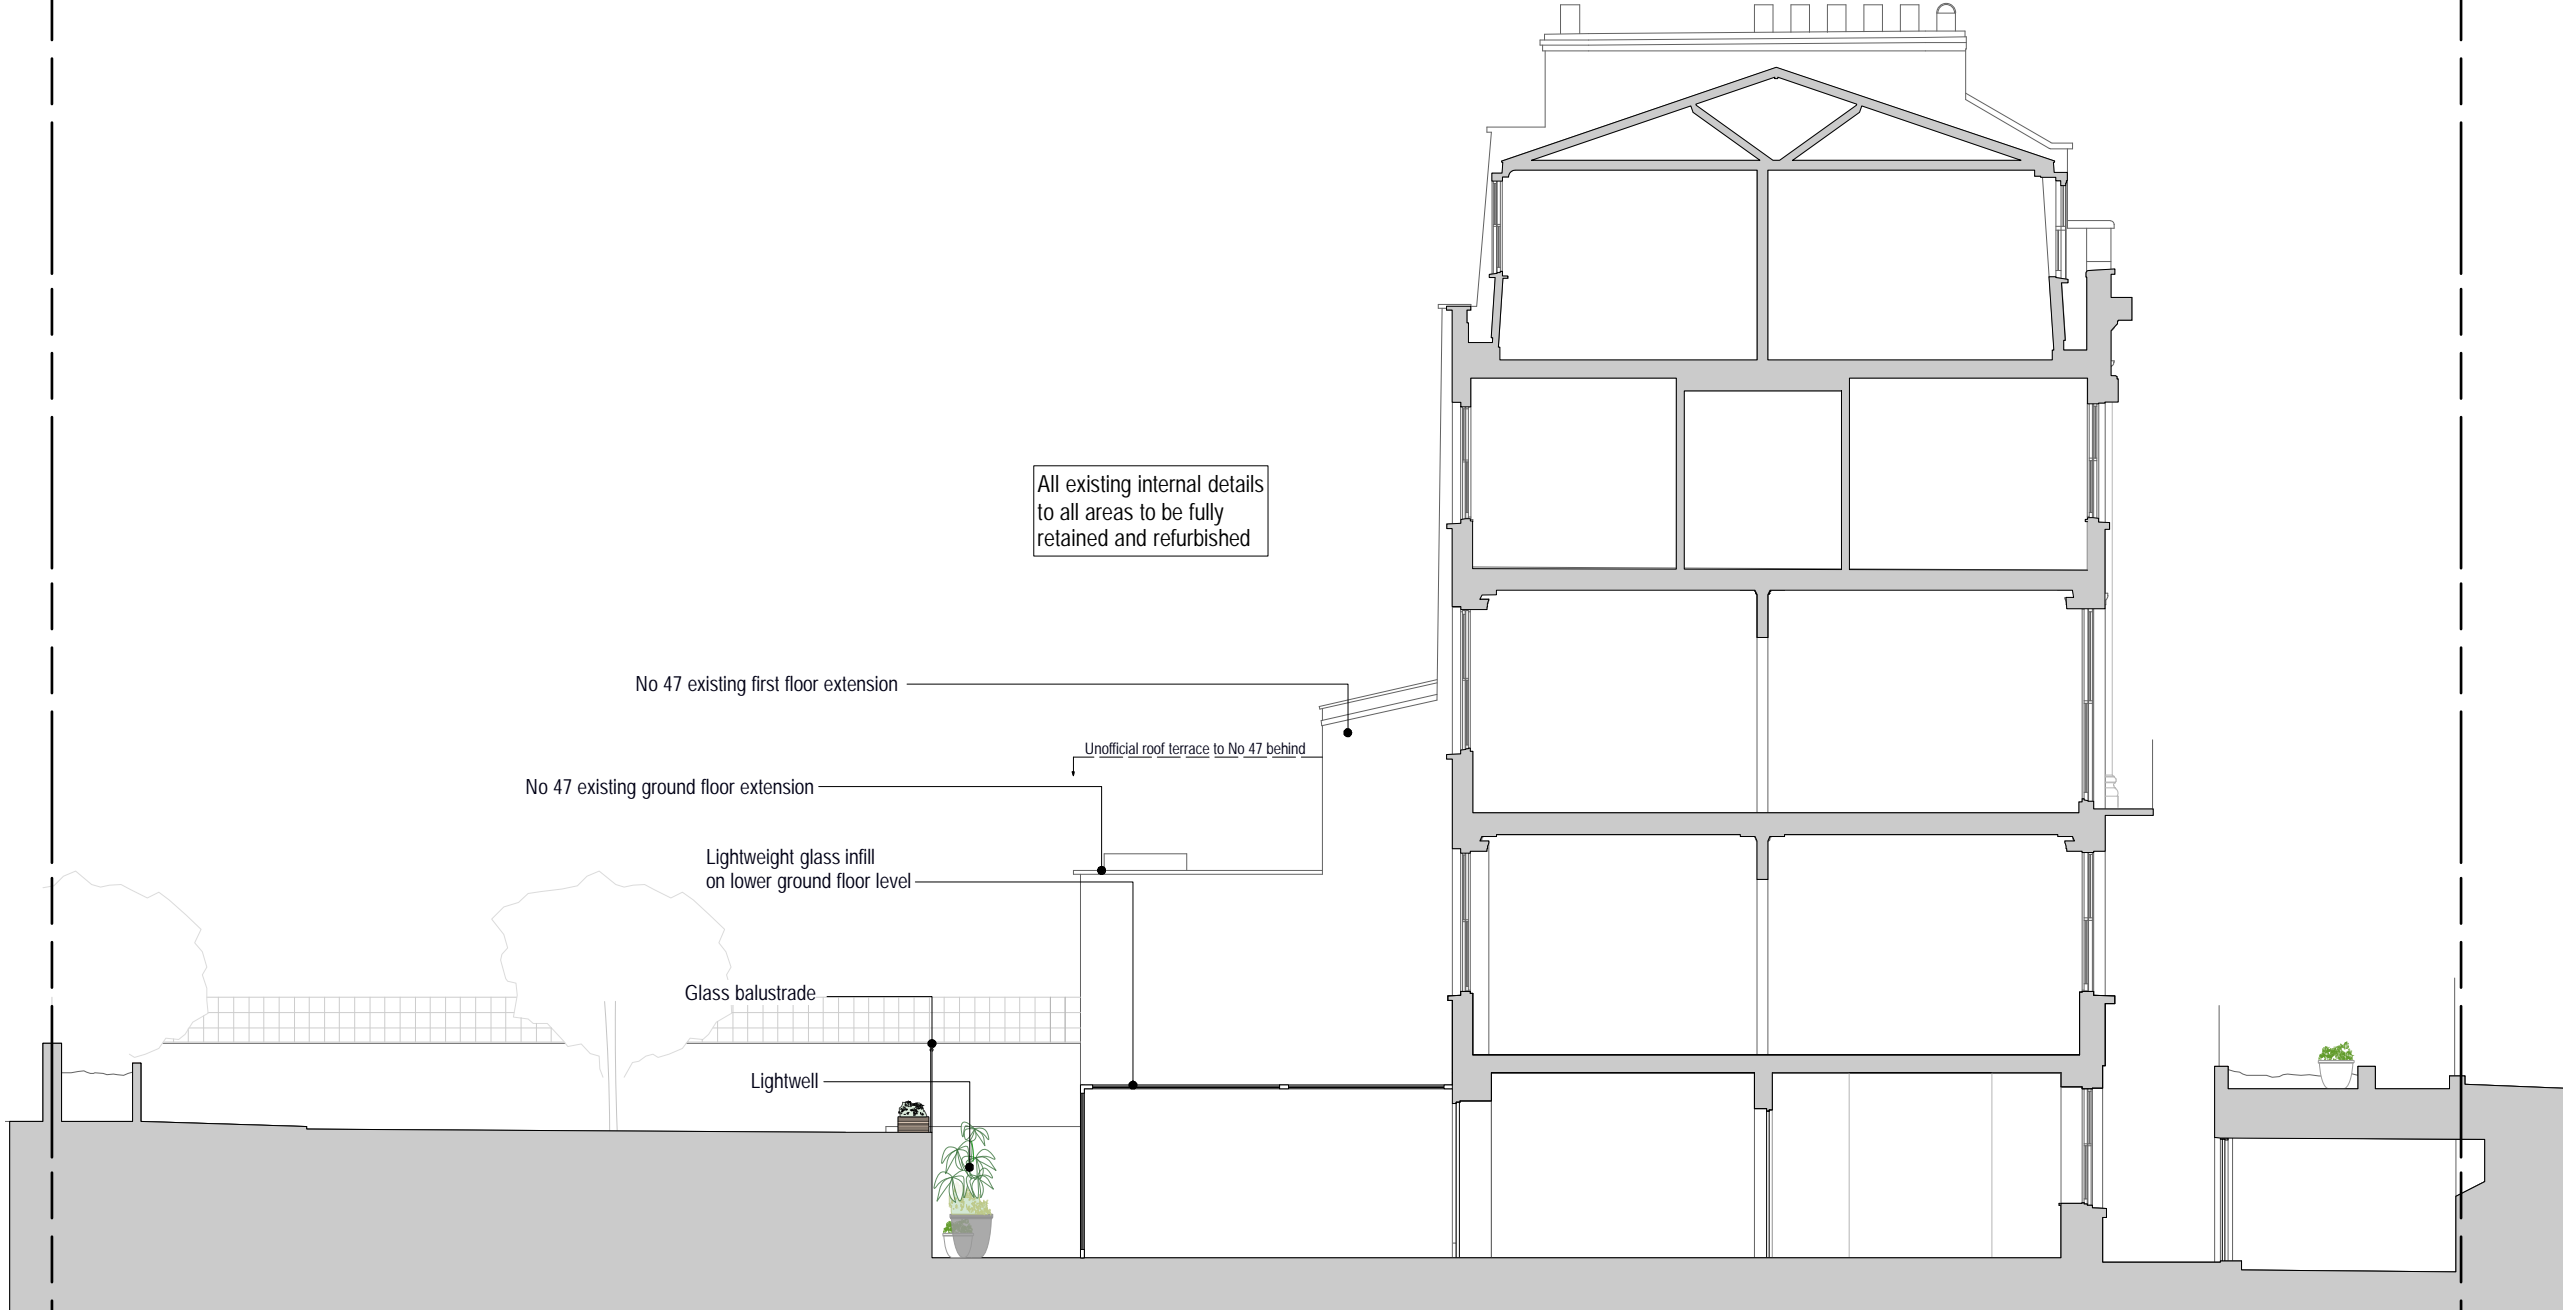 All existing internal details
to all areas to be fully
retained and refurbished
No 47 existing first floor extension
Unofficial roof terrace to No 47 behind
No 47 existing ground floor extension
Lightweight glass infill
on lower ground floor level
Glass balustrade
Lightwell